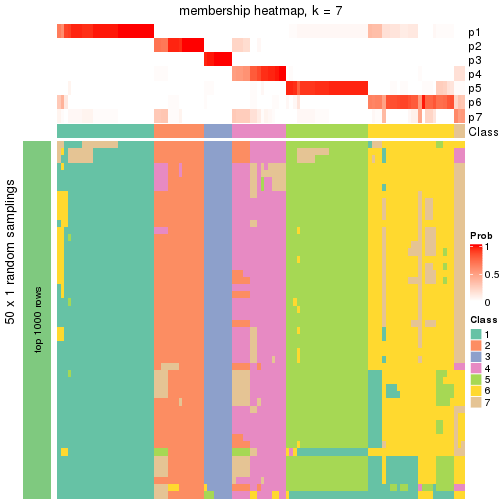 membership heatmap, k = 7
p1
p2
p3
p4
p5
p6
p7
Class
50 x 1 random samplings
top 1000 rows
Prob
1
0.5
0
Class
1
2
3
4
5
6
7